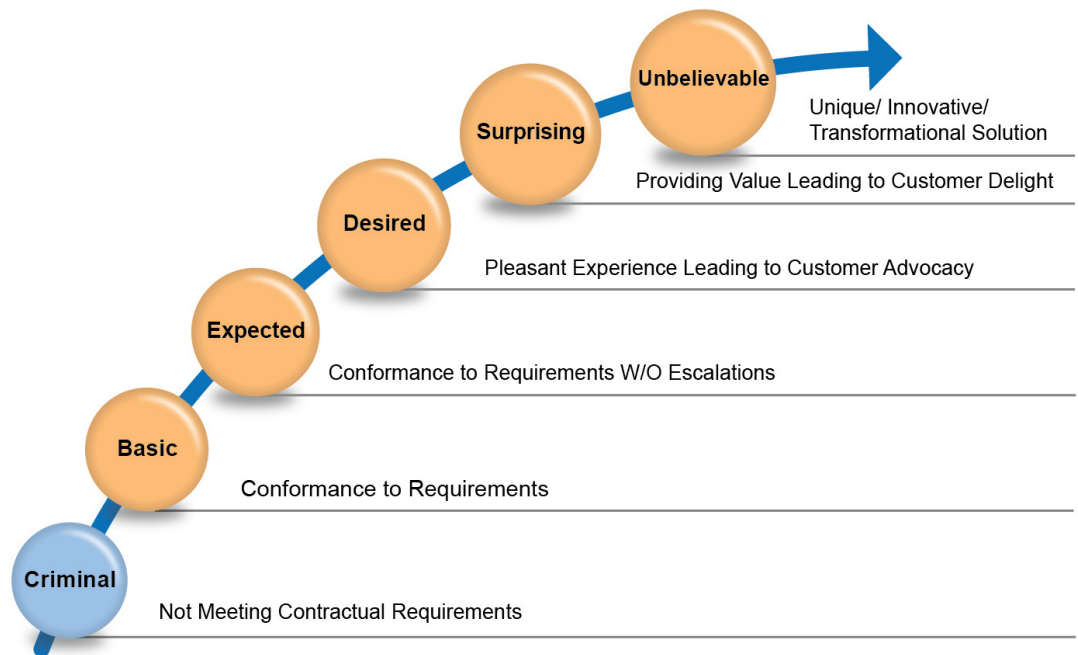 Unbelievable
Unique/ Innovative/
Transformational Solution
Surprising
Providing Value Leading to Customer Delight
Desired
Pleasant Experience Leading to Customer Advocacy
Expected
Conformance to Requirements W/O Escalations
Basic
Conformance to Requirements
Criminal
Not Meeting Contractual Requirements